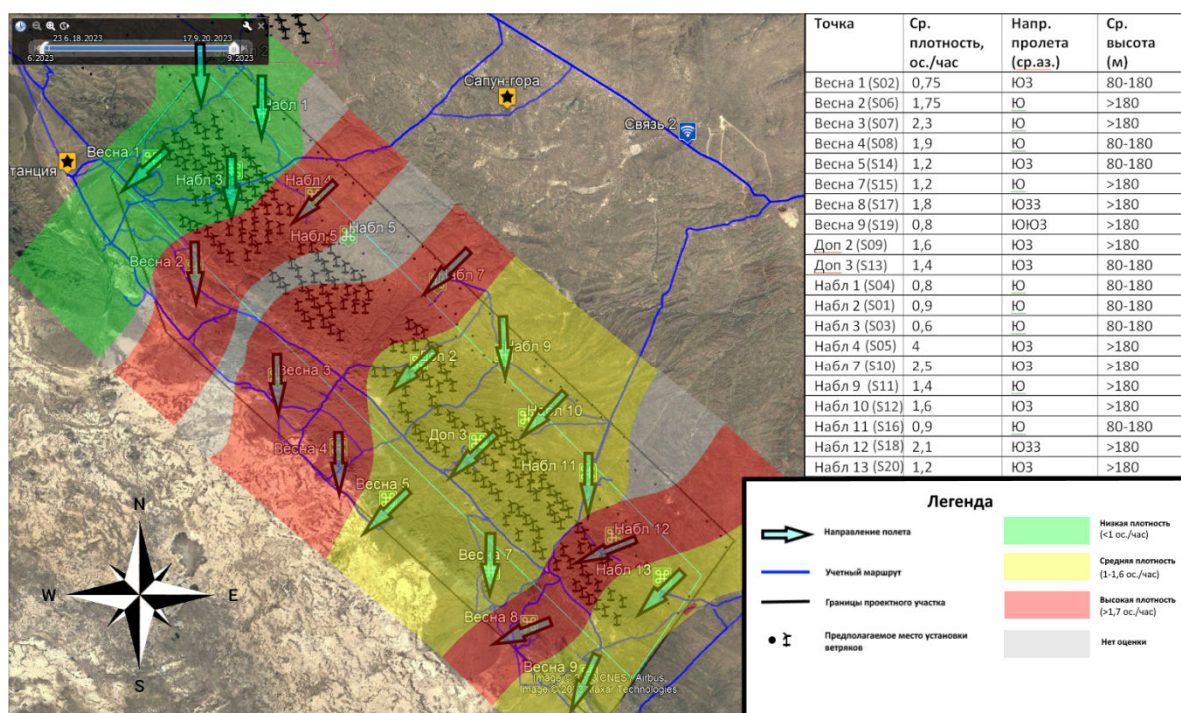 23.6.18.2023
17.9.20.2023
6.2023
9.2023
Набл 1
Сапун-гора
Связь 2
Весна 1
танция
Набл 3
Набл 4
Набл 5
Набл 5
Весна 2
Набл 7
Набл 9
Доп 2
Весна 3
Набл 10
Доп 3
Весна 4
Набл 11
Весна 5
Набл 12
Весна 7
Набл 13
Весна 8
Весна 9
CNES / Airbus,
Maxar Technologies
N
W
E
S
Точка Ср. плотность, ос./час Напр. пролета (ср.аз.) Ср. высота (м)
Весна 1 (S02) 0,75 ЮЗ 80-180
Весна 2 (S06) 1,75 Ю >180
Весна 3 (S07) 2,3 Ю >180
Весна 4 (S08) 1,9 Ю 80-180
Весна 5 (S14) 1,2 ЮЗ 80-180
Весна 7 (S15) 1,2 Ю >180
Весна 8 (S17) 1,8 ЮЗЗ >180
Весна 9 (S19) 0,8 ЮЮЗ >180
Доп 2 (S09) 1,6 ЮЗ >180
Доп 3 (S13) 1,4 ЮЗ 80-180
Набл 1 (S04) 0,8 Ю 80-180
Набл 2 (S01) 0,9 Ю 80-180
Набл 3 (S03) 0,6 Ю 80-180
Набл 4 (S05) 4 ЮЗ >180
Набл 7 (S10) 2,5 ЮЗ >180
Набл 9 (S11) 1,4 Ю >180
Набл 10 (S12) 1,6 ЮЗ >180
Набл 11 (S16) 0,9 Ю 80-180
Набл 12 (S18) 2,1 ЮЗЗ >180
Набл 13 (S20) 1,2 ЮЗ >180
Легенда
Направление полета
Низкая плотность
(<1 ос./час)
Учетный маршрут
Средняя плотность
(1-1,6 ос./час)
Границы проектного участка
Высокая плотность
(>1,7 ос./час)
Предполагаемое место установки
ветряков
Нет оценки